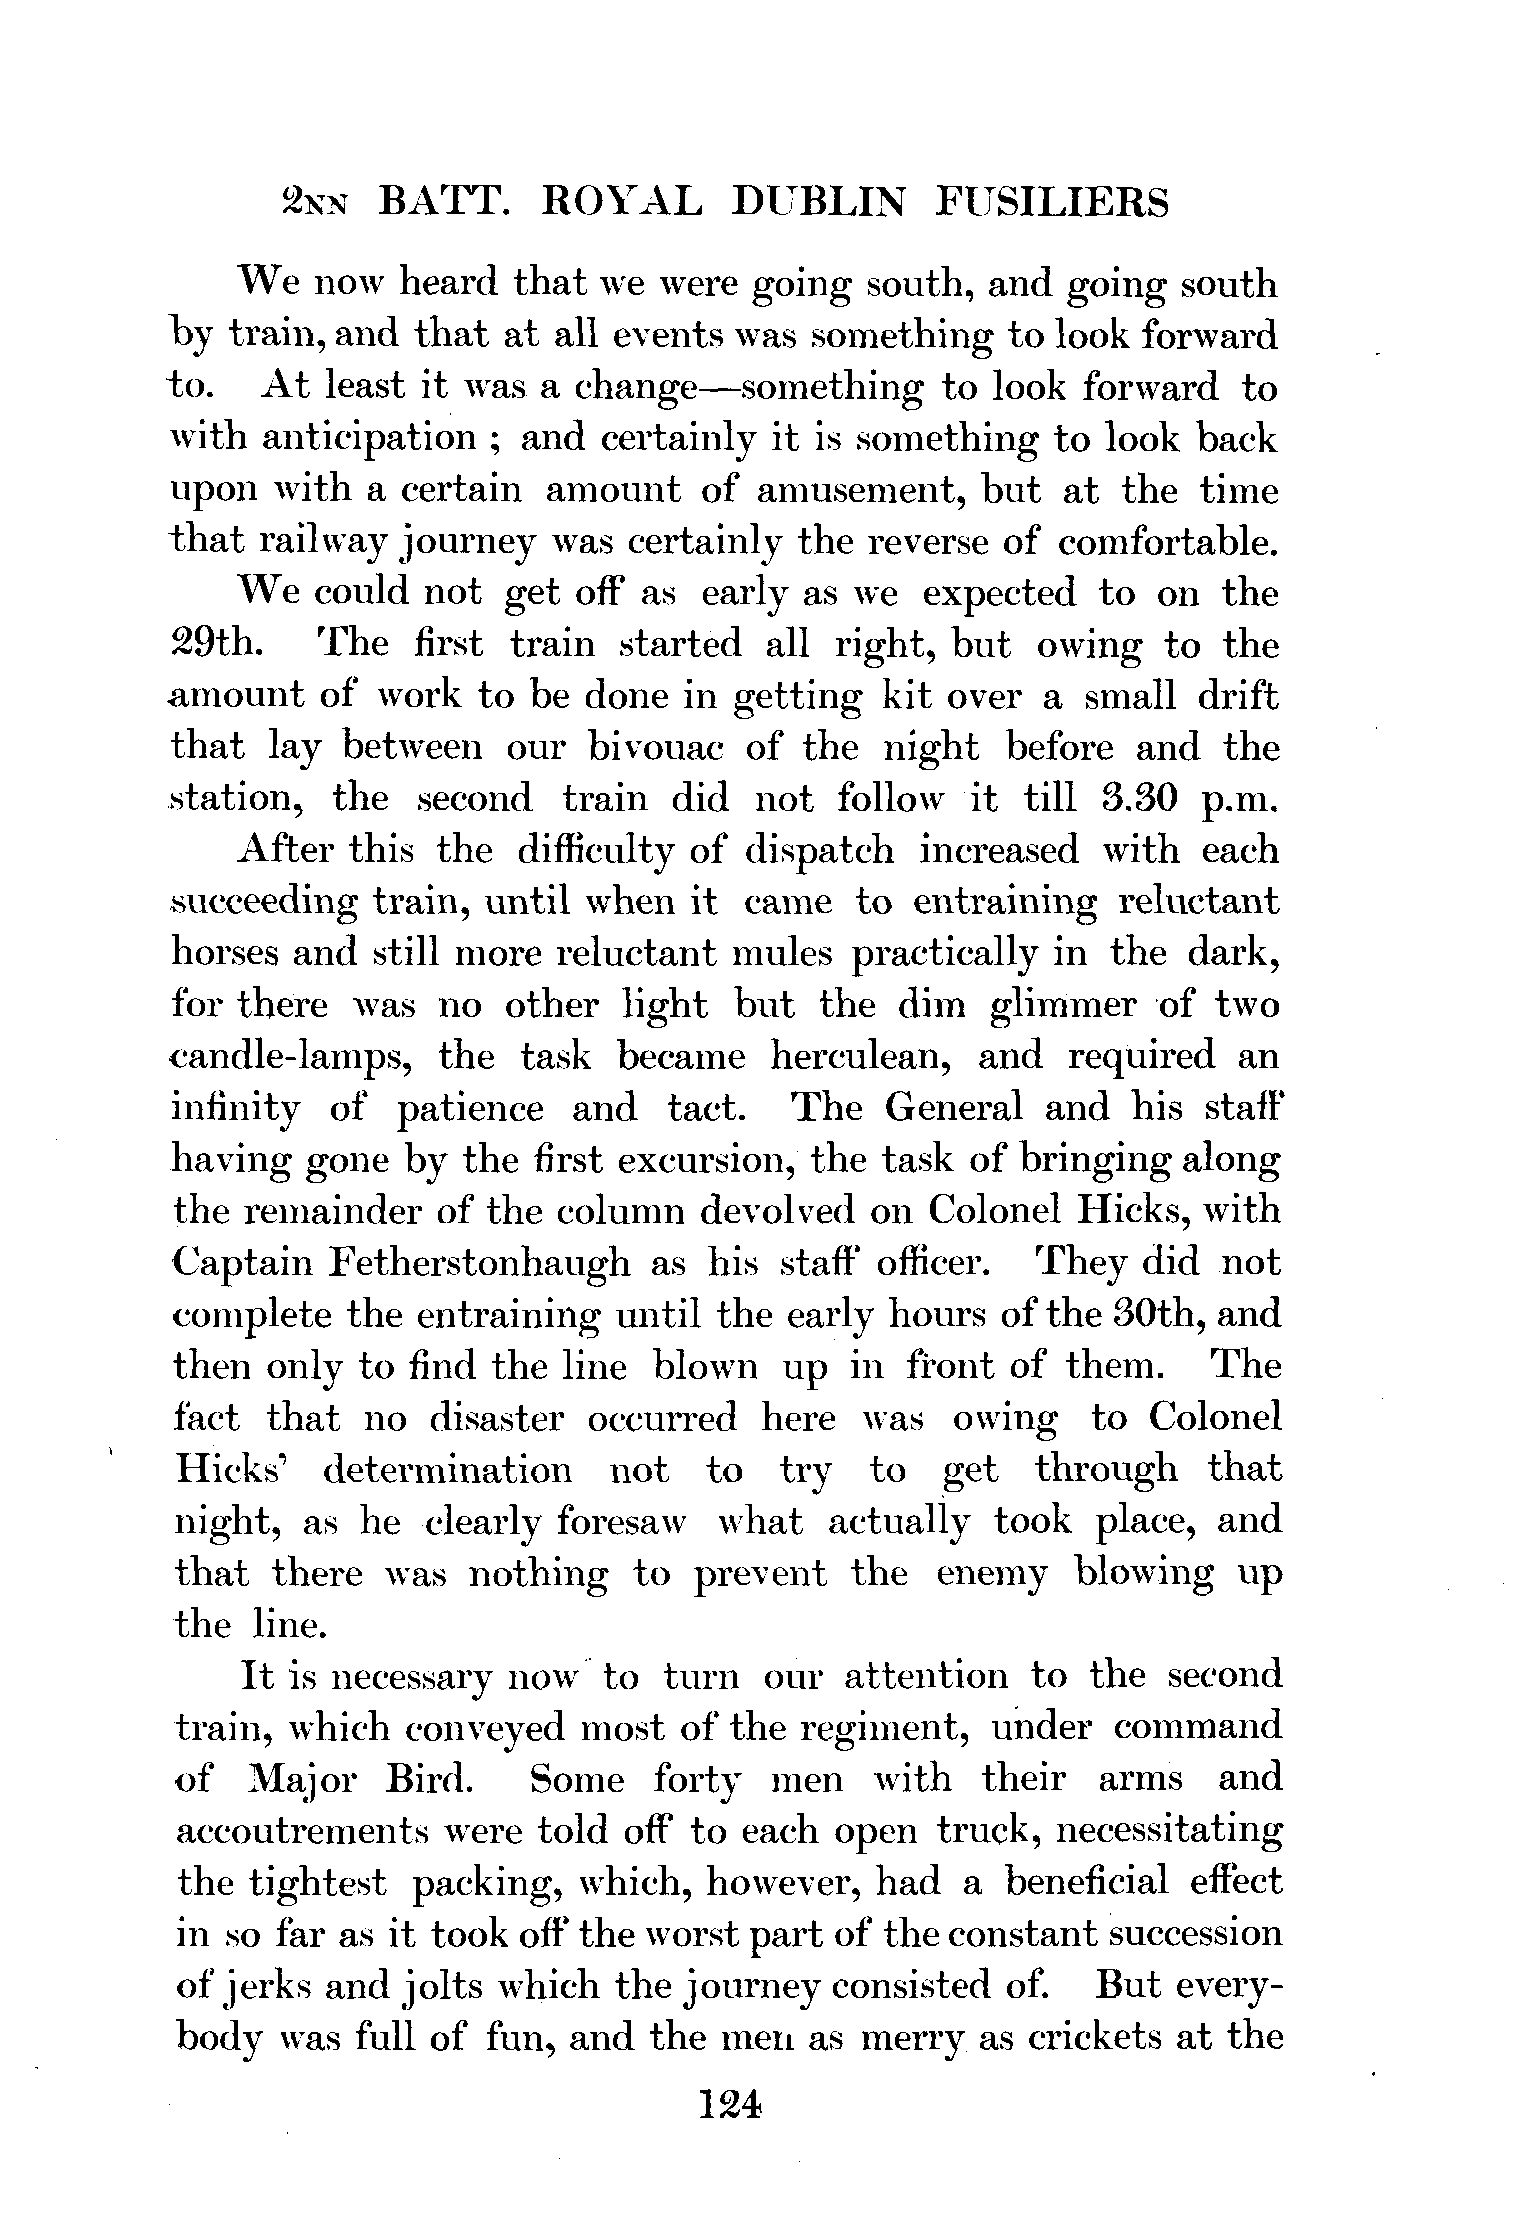 2NN BATT. ROYAL DUBLIN FUSILIERS
We now heard that we were going south, and going south
by train, and that at all events was something to look forward
to. At least it was a change—something to look forward to
with anticipation ; and certainly it is something to look back
upon with a certain amount of amusement, but at the time
that railway journey was certainly the reverse of comfortable.
We could not get off as early as we expected to on the
29th. The first train started all right, but owing to the
amount of work to be done in getting kit over a small drift
that lay between our bivouac of the night before and the
station, the second train did not follow it till 3.30 p.m.
After this the difficulty of dispatch increased with each
succeeding train, until when it came to entraining reluctant
horses and still more reluctant mules practically in the dark,
for there was no other light but the dim glimmer of two
candle-lamps, the task became herculean, and required an
infinity of patience and tact. The General and his staff
having gone by the first excursion, the task of bringing along
the remainder of the column devolved on Colonel Hicks, with
Captain Fetherstonhaugh as his staff officer. They did not
complete the entraining until the early hours of the 30th, and
then only to find the line blown up in front of them. The
fact that no disaster occurred here was owing to Colonel
Hicks' determination not to try to get through that
night, as he clearly foresaw what actually took place, and
that there was nothing to prevent the enemy blowing up
the line.
It is necessary now to turn our attention to the second
train, which conveyed most of the regiment, under command
of Major Bird. Some forty men with their arms and
accoutrements were told off to each open truck, necessitating
the tightest packing, which, however, had a beneficial effect
in so far as it took off the worst part of the constant succession
of jerks and jolts which the journey consisted of. But every-
body was full of fun, and the men as merry as crickets at the
124